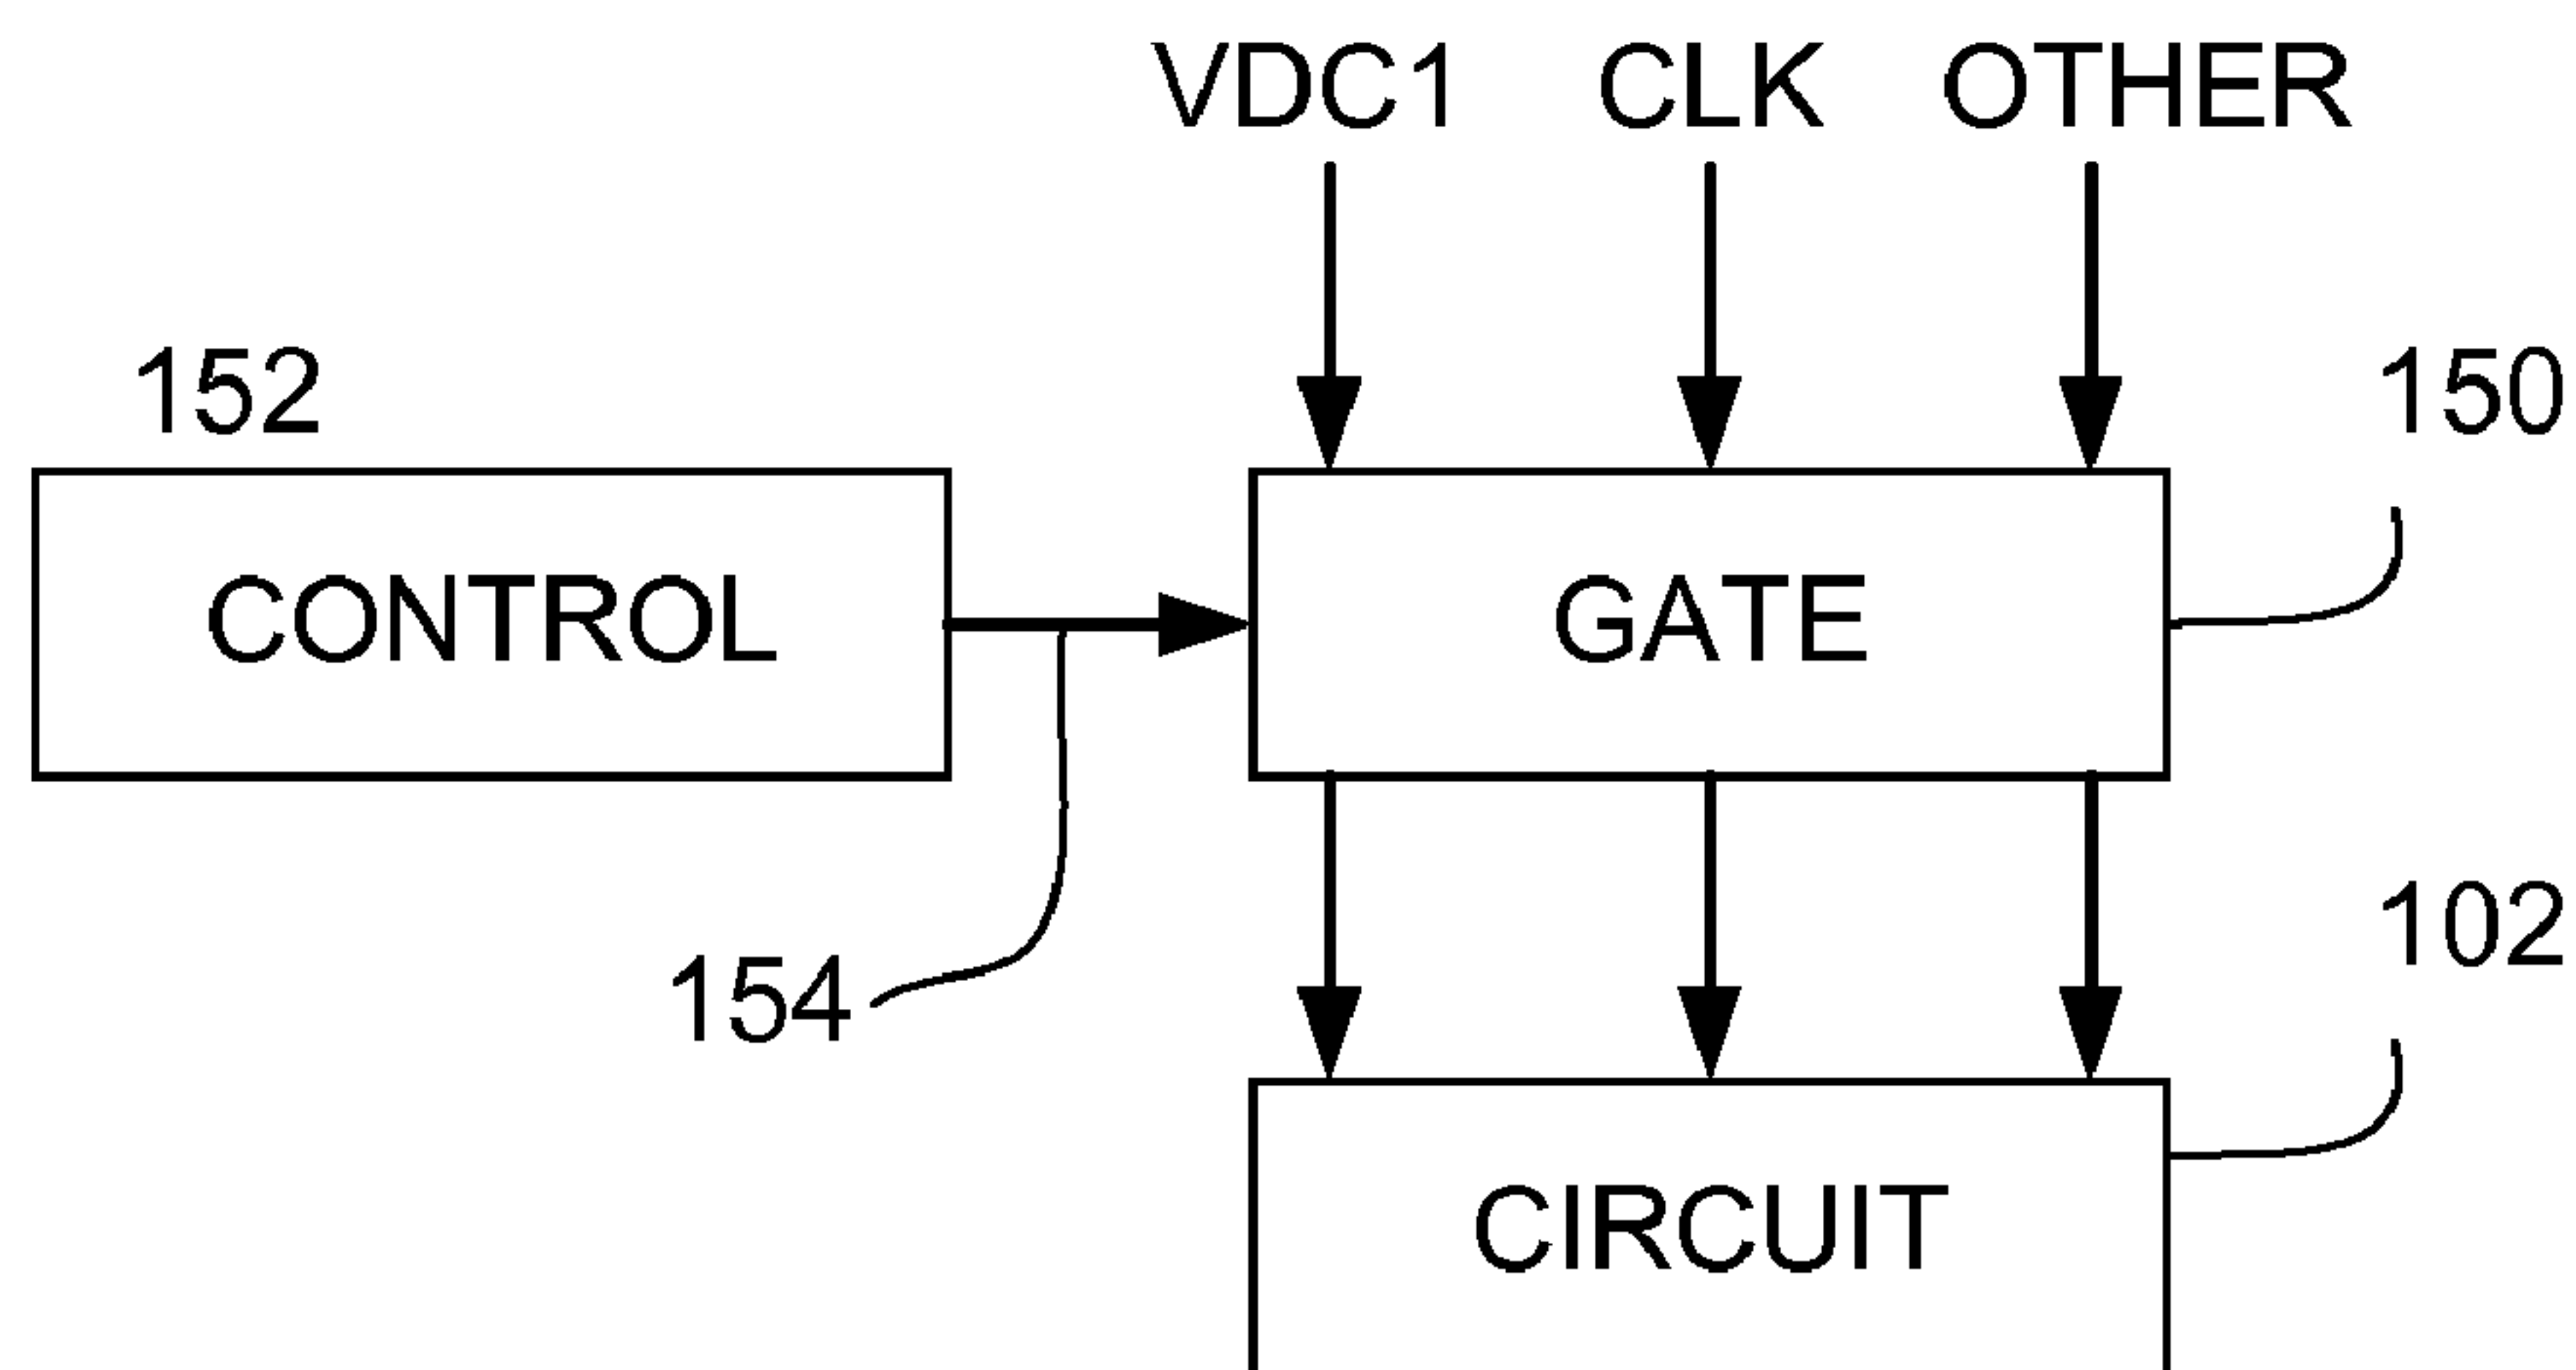 VDC1 CLK OTHER
152
150
CONTROL
GATE
154
102
CIRCUIT